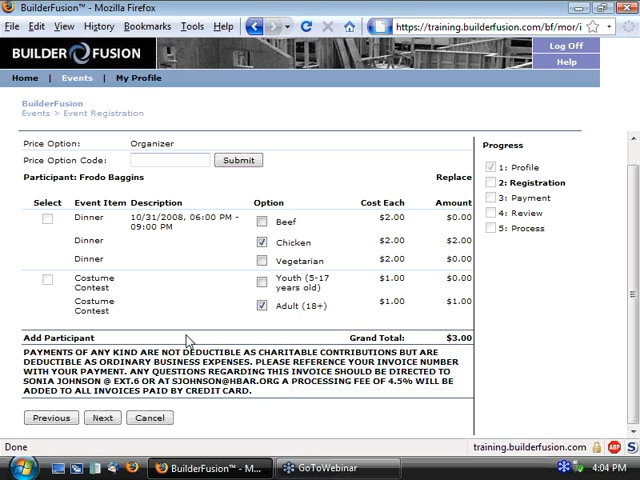 BuilderFusion™ - Mozilla Firefox
File Edit View History Bookmarks Tools Help
https://training.builderfusion.com/bf/mor/i
BUILDER FUSION
Log Off
Help
Home | Events | My Profile
BuilderFusion
Events > Event Registration
Price Option: Organizer
Price Option Code: Submit
Participant: Frodo Baggins Replace
Select Event Item Description Option Cost Each Amount
Dinner 10/31/2008, 06:00 PM - Beef $2.00 $0.00
09:00 PM
Dinner Chicken $2.00 $2.00
Dinner Vegetarian $2.00 $0.00
Costume Youth (5-17 $1.00 $0.00
Contest years old)
Costume Adult (18+) $1.00 $1.00
Contest
Add Participant Grand Total: $3.00
PAYMENTS OF ANY KIND ARE NOT DEDUCTIBLE AS CHARITABLE CONTRIBUTIONS BUT ARE
DEDUCTIBLE AS ORDINARY BUSINESS EXPENSES. PLEASE REFERENCE YOUR INVOICE NUMBER
WITH YOUR PAYMENT. ANY QUESTIONS REGARDING THIS INVOICE SHOULD BE DIRECTED TO
SONIA JOHNSON @ EXT.6 OR AT SJOHNSON@HBAR.ORG A PROCESSING FEE OF 4.5% WILL BE
ADDED TO ALL INVOICES PAID BY CREDIT CARD.
Previous Next Cancel
Progress
1: Profile
2: Registration
3: Payment
4: Review
5: Process
Done training.builderfusion.com ABP S
BuilderFusion™ - M... GoToWebinar 4:04 PM